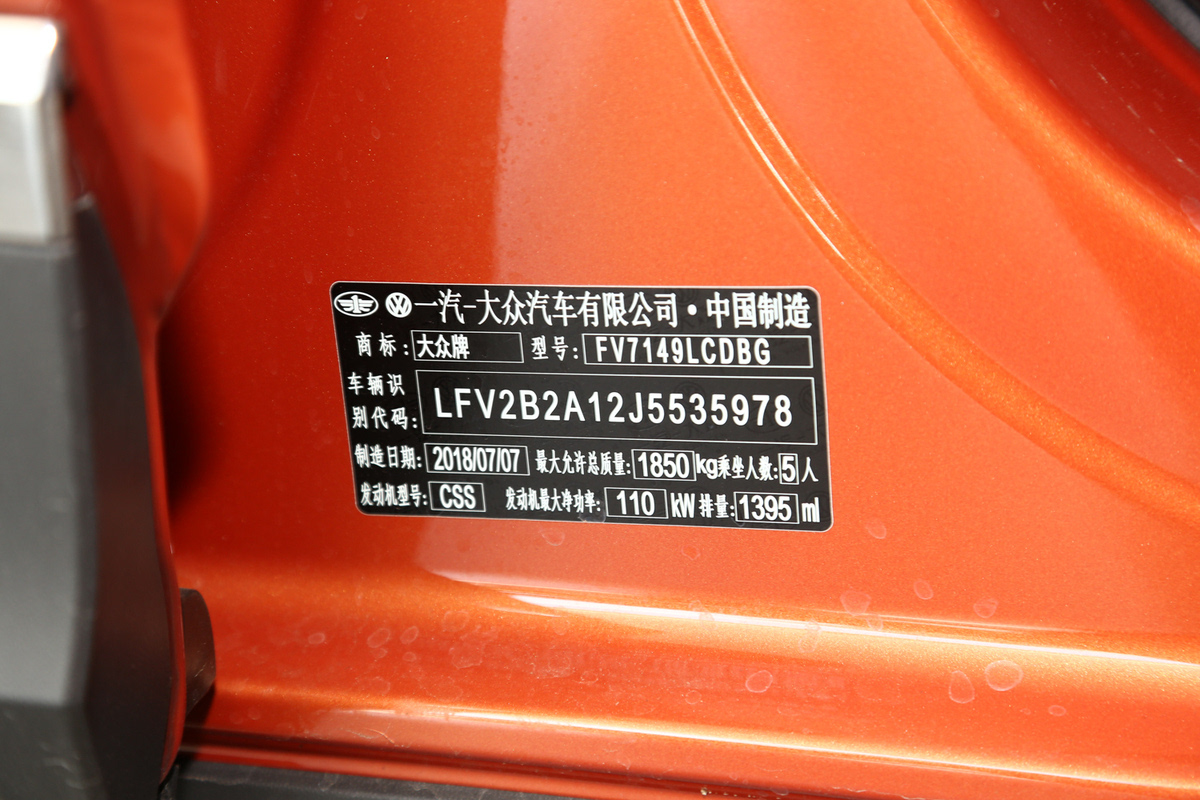 一汽-大众汽车有限公司·中国制造
商标: 大众牌 型号: FV7149LCDBG
车辆识别代码: LFV2B2A12J5535978
制造日期: 2018/07/07 最大允许总质量: 1850 kg 乘坐人数: 5 人
发动机型号: CSS 发动机最大净功率: 110 kW 排量: 1395 ml